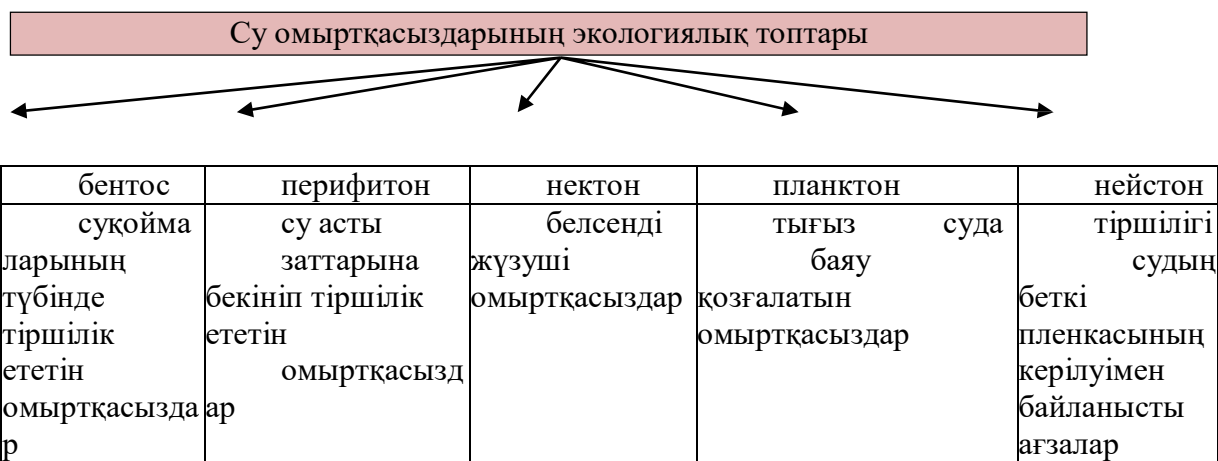 Су омыртқасыздарының экологиялық топтары
бентос
перифитон
нектон
планктон
нейстон
суқойма
ларының
түбінде
тіршілік
ететін
омыртқасызда
р
су асты
заттарына
бекініп тіршілік
ететін
омыртқасызд
ар
белсенді
жүзуші
омыртқасыздар
тығыз суда
баяу
қозғалатын
омыртқасыздар
тіршілігі
судың
беткі
пленкасының
керілуімен
байланысты
ағзалар